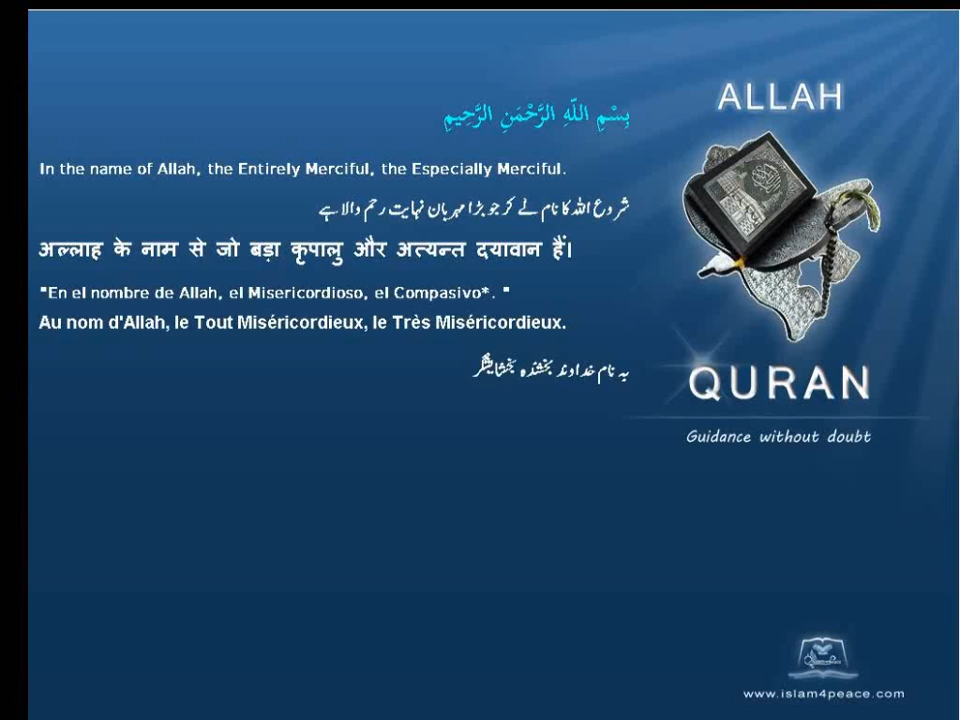 بِسْمِ اللَّهِ الرَّحْمَنِ الرَّحِيمِ
In the name of Allah, the Entirely Merciful, the Especially Merciful.
شروع الله کا نام لے کر جو بڑا مہربان نہایت رحم والا ہے
अल्लाह के नाम से जो बड़ा कृपालु और अत्यन्त दयावान हैं।
"En el nombre de Allah, el Misericordioso, el Compasivo*. "
Au nom d'Allah, le Tout Miséricordieux, le Très Miséricordieux.
به نام خداوند بخشنده بخشایشگر
ALLAH
QURAN
Guidance without doubt
www.islam4peace.com